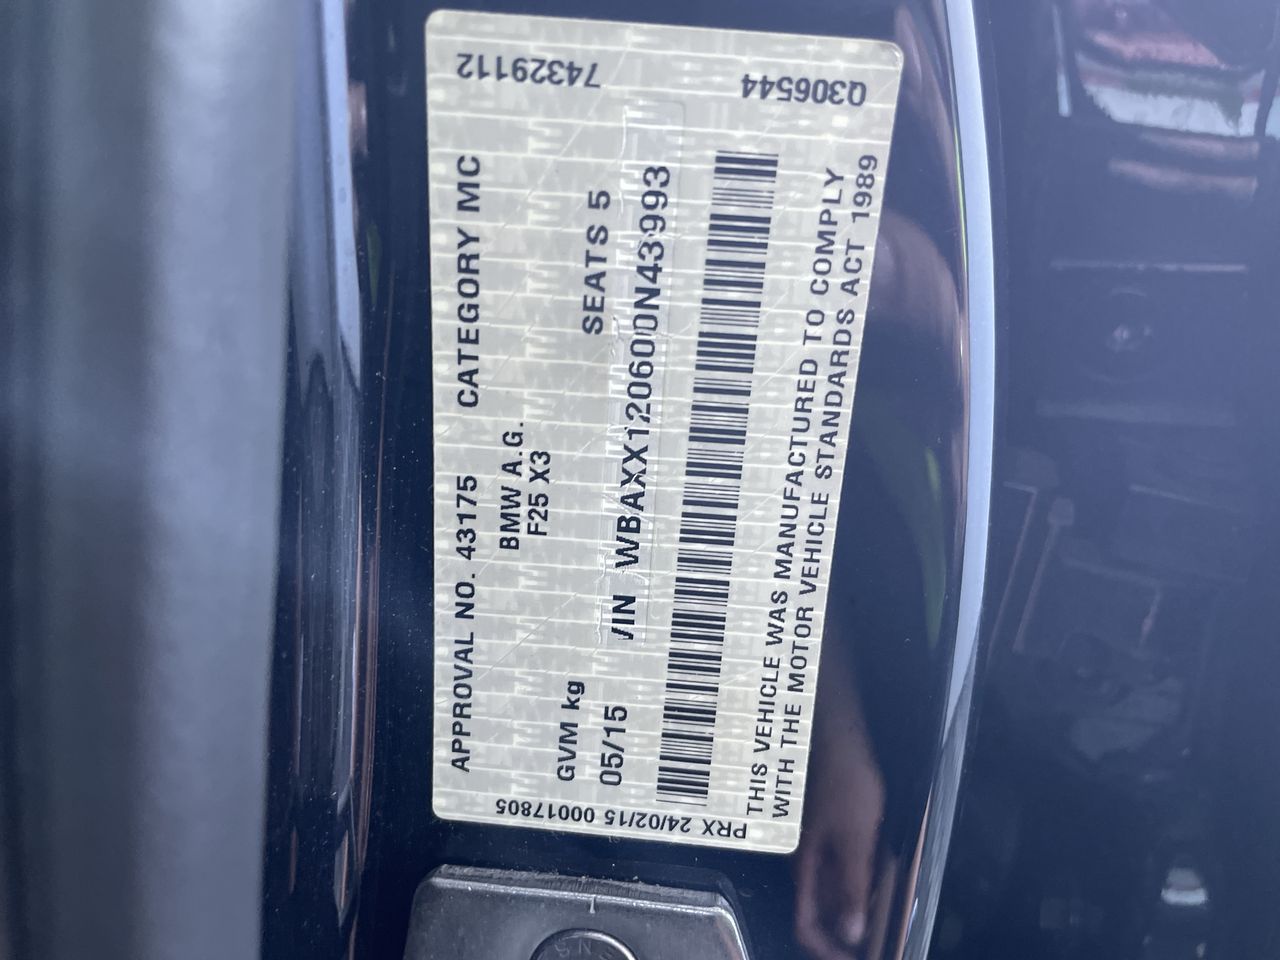 APPROVAL NO. 43175 CATEGORY MC
BMW A.G.
F25 X3
GVM kg SEATS 5
05/15 VIN WBAXX120600N43993
THIS VEHICLE WAS MANUFACTURED TO COMPLY
WITH THE MOTOR VEHICLE STANDARDS ACT 1989
74329112
Q306544
PRX 24/02/15 00017805